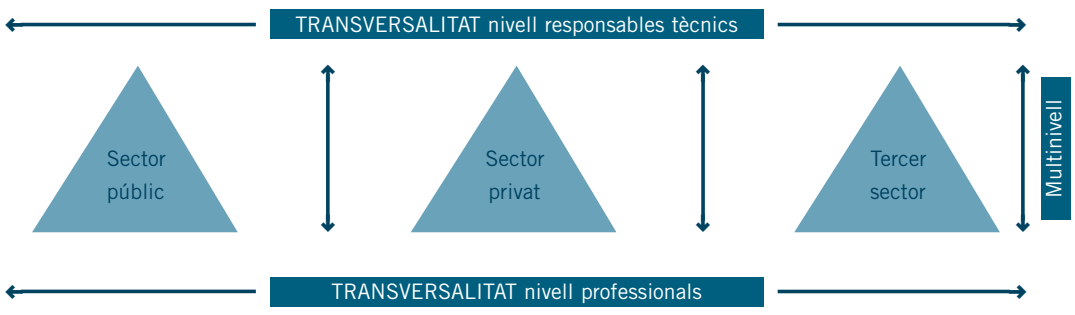 TRANSVERSALITAT nivell responsables tècnics
Sector
públic
Sector
privat
Tercer
sector
Multinivell
TRANSVERSALITAT nivell professionals